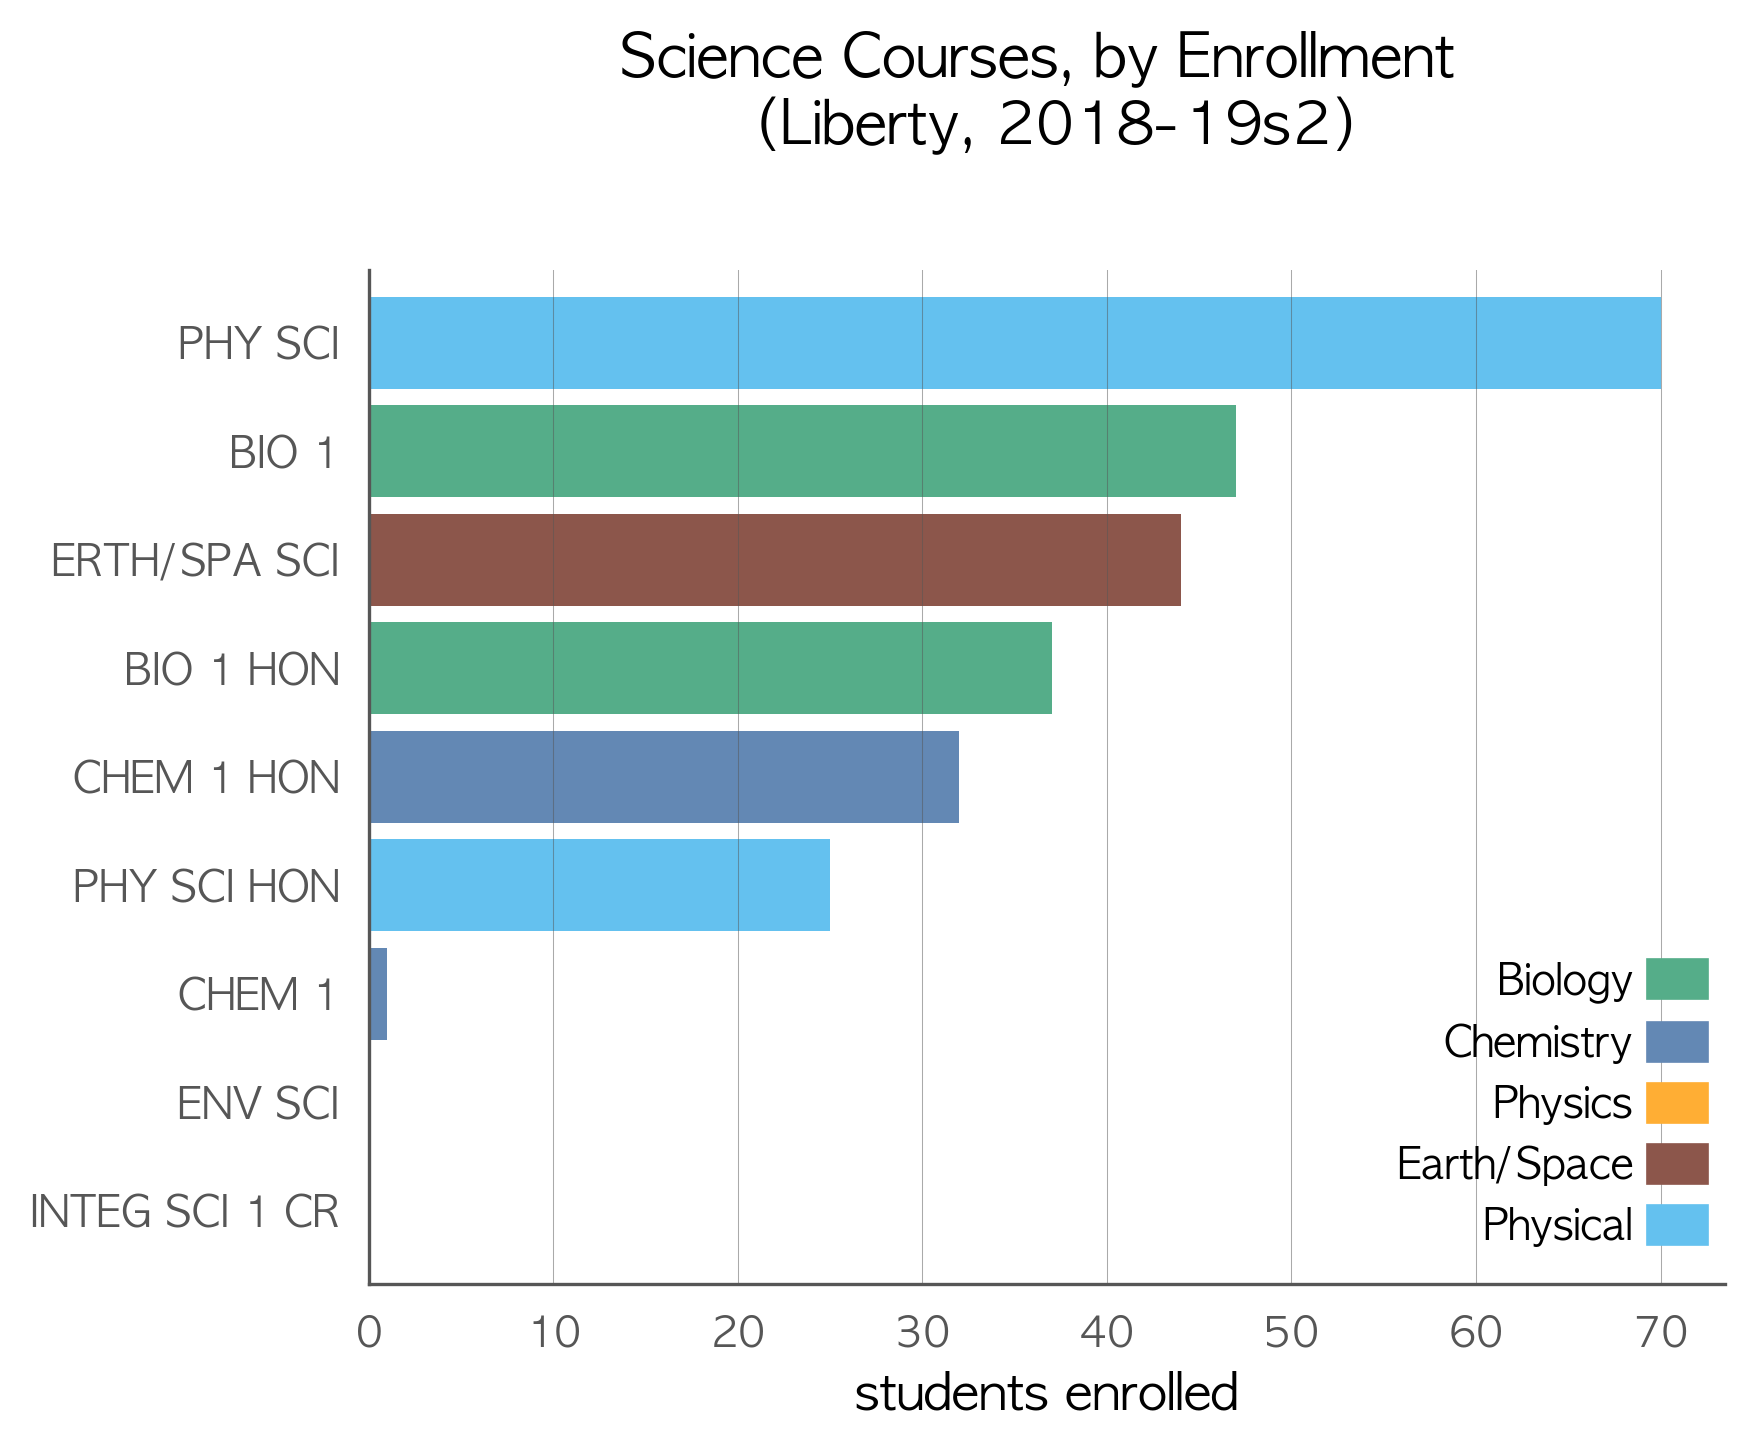 Science Courses, by Enrollment
(Liberty, 2018-19s2)
PHY SCI
BIO 1
ERTH/SPA SCI
BIO 1 HON
CHEM 1 HON
PHY SCI HON
CHEM 1
ENV SCI
INTEG SCI 1 CR
Biology
Chemistry
Physics
Earth/Space
Physical
0 10 20 30 40 50 60 70
students enrolled